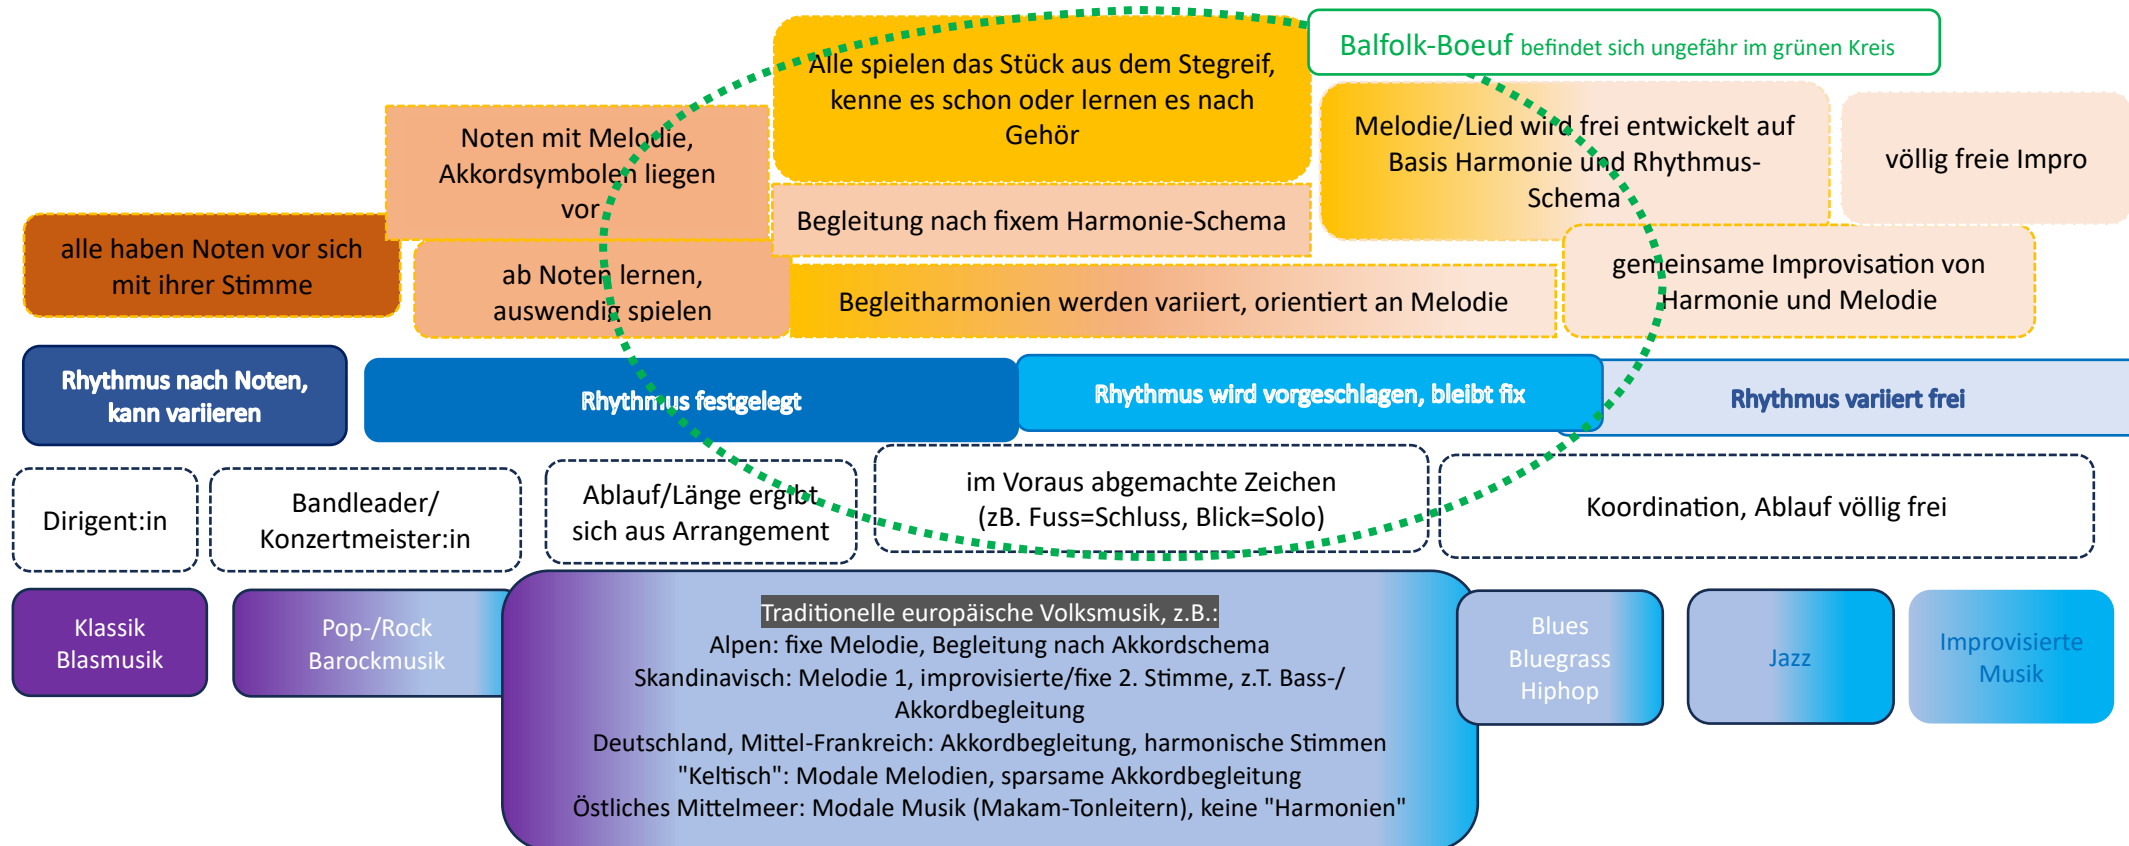 Balfolk-Boeuf befindet sich ungefähr im grünen Kreis
Alle spielen das Stück aus dem Stegreif,
kenne es schon oder lernen es nach
Gehör
Noten mit Melodie,
Akkordsymbolen liegen
vor
Melodie/Lied wird frei entwickelt auf
Basis Harmonie und Rhythmus-
Schema
völlig freie Impro
alle haben Noten vor sich
mit ihrer Stimme
Begleitung nach fixem Harmonie-Schema
ab Noten lernen,
auswendig spielen
Begleitharmonien werden variiert, orientiert an Melodie
gemeinsame Improvisation von
Harmonie und Melodie
Rhythmus nach Noten,
kann variieren
Rhythmus festgelegt
Rhythmus wird vorgeschlagen, bleibt fix
Rhythmus variiert frei
Dirigent:in
Bandleader/
Konzertmeister:in
Ablauf/Länge ergibt
sich aus Arrangement
im Voraus abgemachte Zeichen
(zB. Fuss=Schluss, Blick=Solo)
Koordination, Ablauf völlig frei
Klassik
Blasmusik
Pop-/Rock
Barockmusik
Traditionelle europäische Volksmusik, z.B.:
Alpen: fixe Melodie, Begleitung nach Akkordschema
Skandinavisch: Melodie 1, improvisierte/fixe 2. Stimme, z.T. Bass-/
Akkordbegleitung
Deutschland, Mittel-Frankreich: Akkordbegleitung, harmonische Stimmen
"Keltisch": Modale Melodien, sparsame Akkordbegleitung
Östliches Mittelmeer: Modale Musik (Makam-Tonleitern), keine "Harmonien"
Blues
Bluegrass
Hiphop
Jazz
Improvisierte
Musik